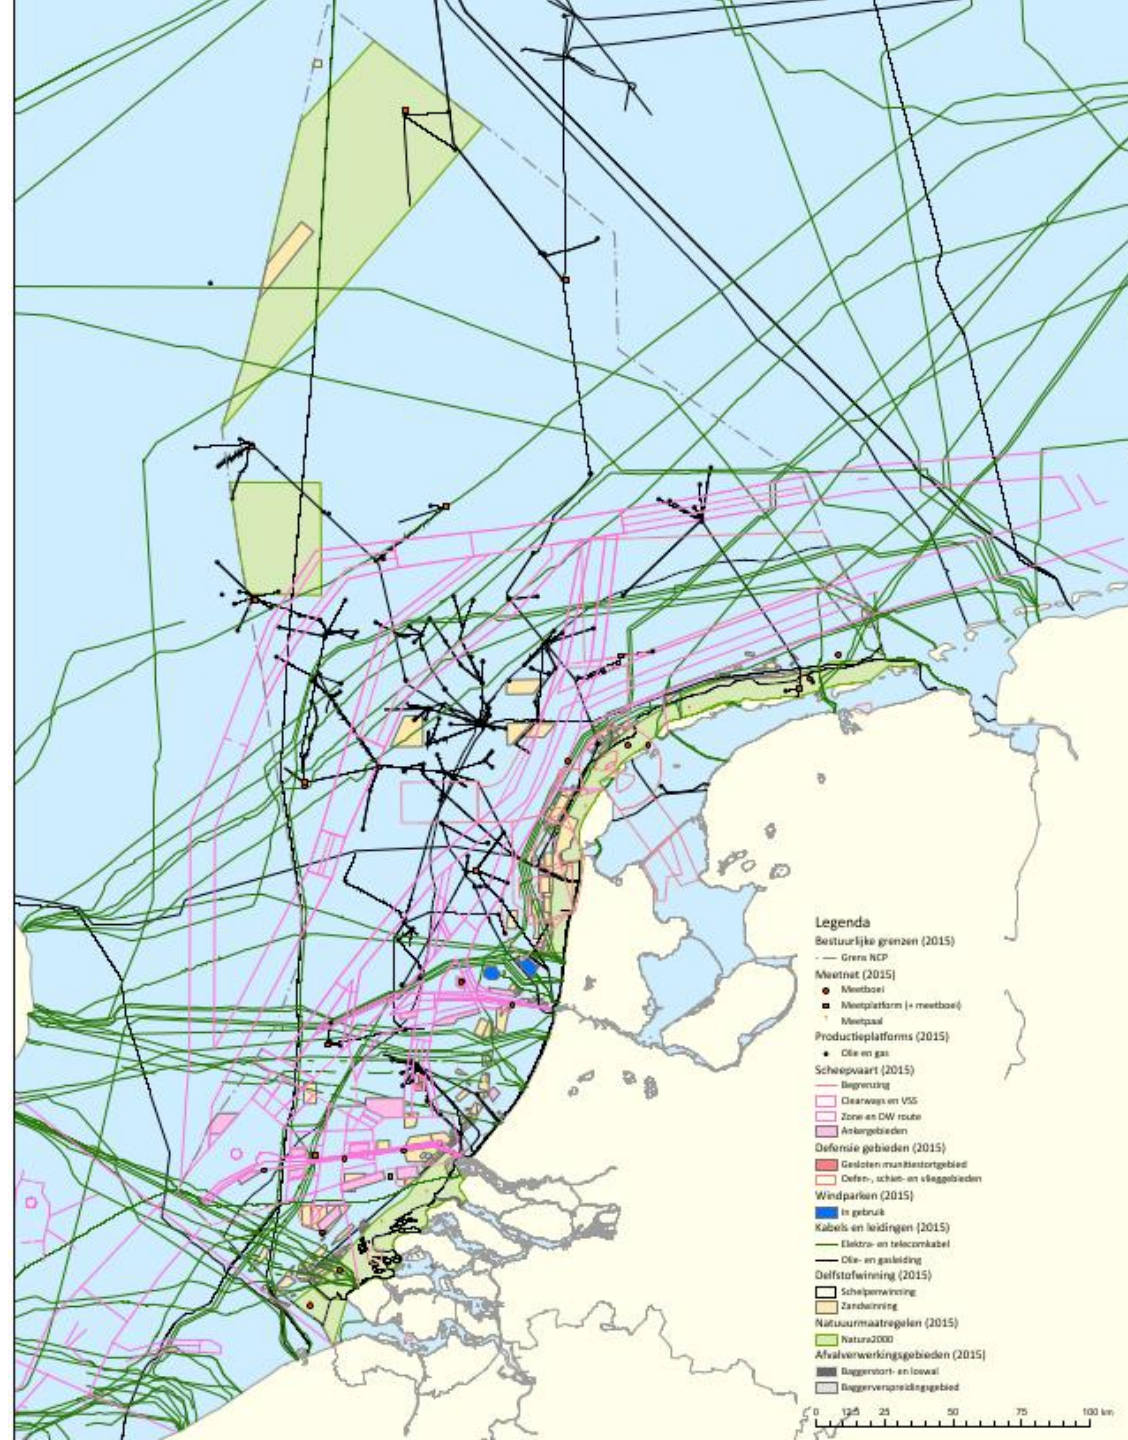 Legenda
Bestuurlijke grenzen (2015)
Grens NCP
Meetnet (2015)
Meetboei
Meetplatform (+ meetboei)
Meetpaal
Productieplatforms (2015)
Olie en gas
Scheepvaart (2015)
Begrenzing
Clearways en VSS
Zone en DW route
Ankergebieden
Defensie gebieden (2015)
Gesloten munitiestortgebied
Oefen-, schiet- en vlieggebieden
Windparken (2015)
In gebruik
Kabels en leidingen (2015)
Elektra- en telecomkabel
Olie- en gasleiding
Delfstofwinning (2015)
Schelpenwinning
Zandwinning
Natuurmaatregelen (2015)
Natura2000
Afvalverwerkingsgebieden (2015)
Baggerstort- en loswal
Baggerverspreidingsgebied
0 12.5 25 50 75 100 km